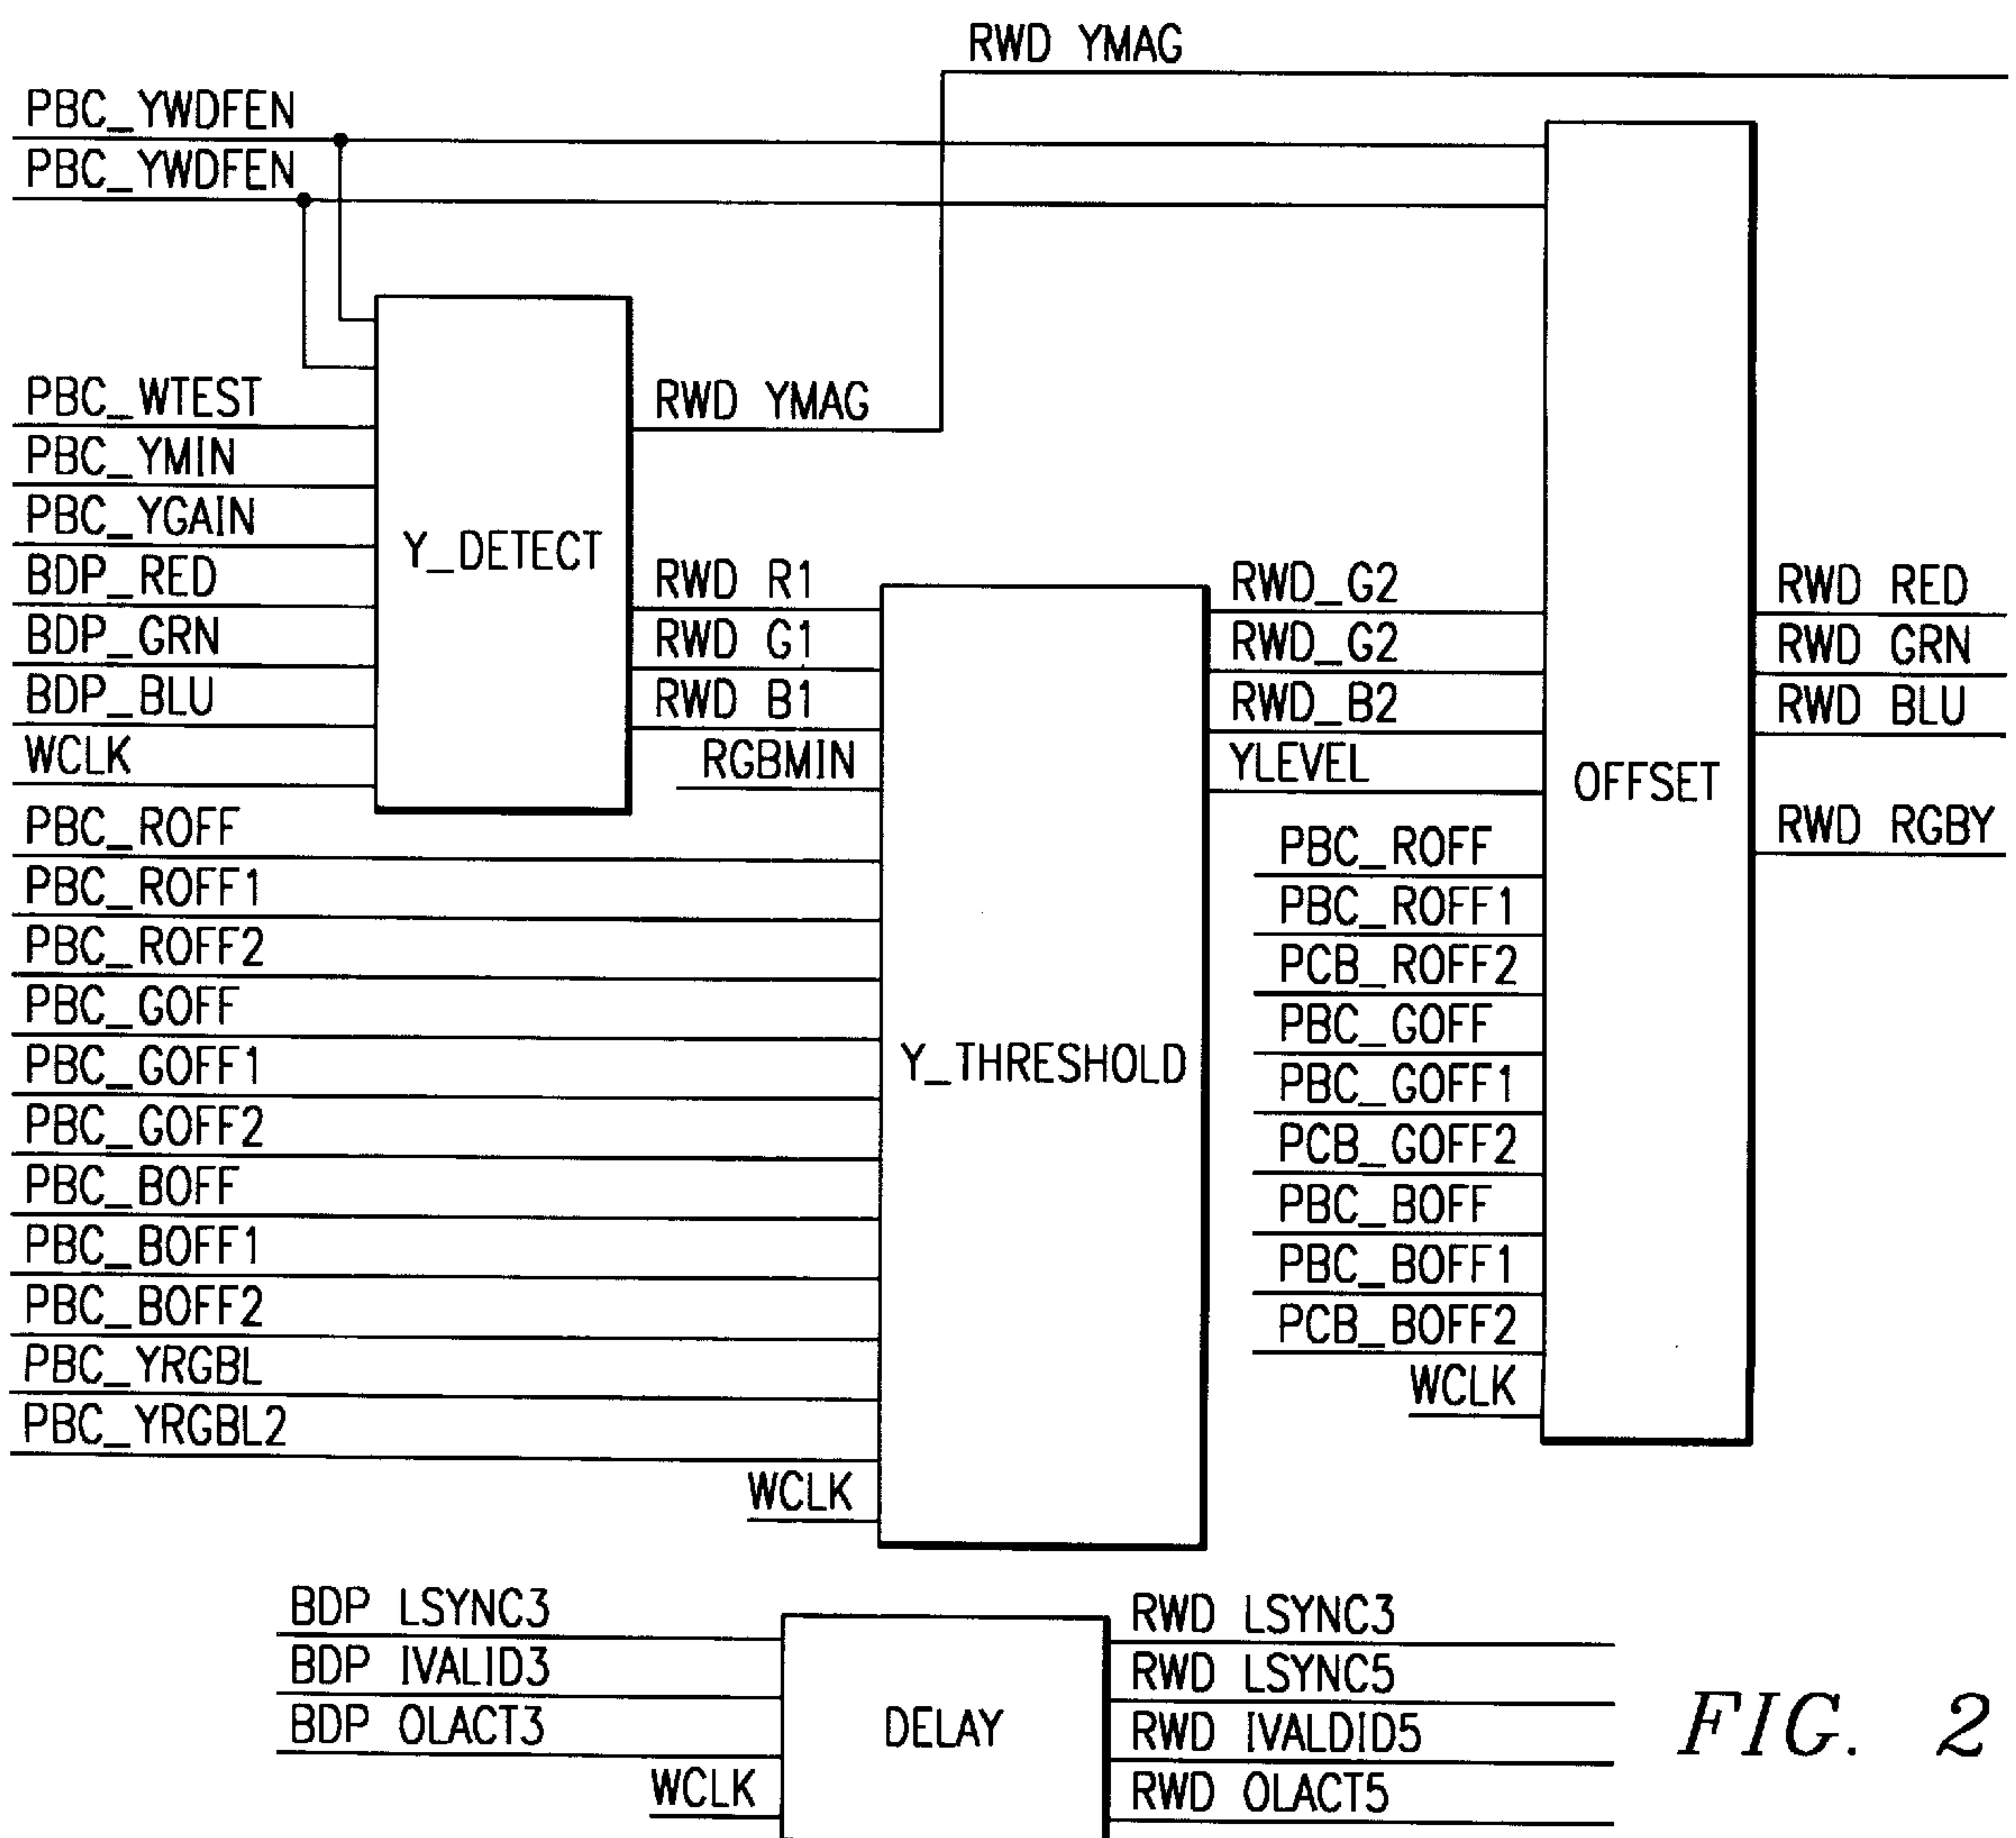 RWD YMAG
PBC_YWDFEN
PBC_YWDFEN
PBC_WTEST
PBC_YMIN
PBC_YGAIN
BDP_RED
BDP_GRN
BDP_BLU
WCLK
Y_DETECT
RWD YMAG
RWD R1
RWD G1
RWD B1
RGBMIN
PBC_ROFF
PBC_ROFF1
PBC_ROFF2
PBC_GOFF
PBC_GOFF1
PBC_GOFF2
PBC_BOFF
PBC_BOFF1
PBC_BOFF2
PBC_YRGBL
PBC_YRGBL2
WCLK
Y_THRESHOLD
RWD_G2
RWD_G2
RWD_B2
YLEVEL
PBC_ROFF
PBC_ROFF1
PCB_ROFF2
PBC_GOFF
PBC_GOFF1
PCB_GOFF2
PBC_BOFF
PBC_BOFF1
PCB_BOFF2
WCLK
OFFSET
RWD RED
RWD GRN
RWD BLU
RWD RGBY
BDP LSYNC3
BDP IVALID3
BDP OLACT3
WCLK
DELAY
RWD LSYNC3
RWD LSYNC5
RWD IVALDID5
RWD OLACT5
FIG. 2